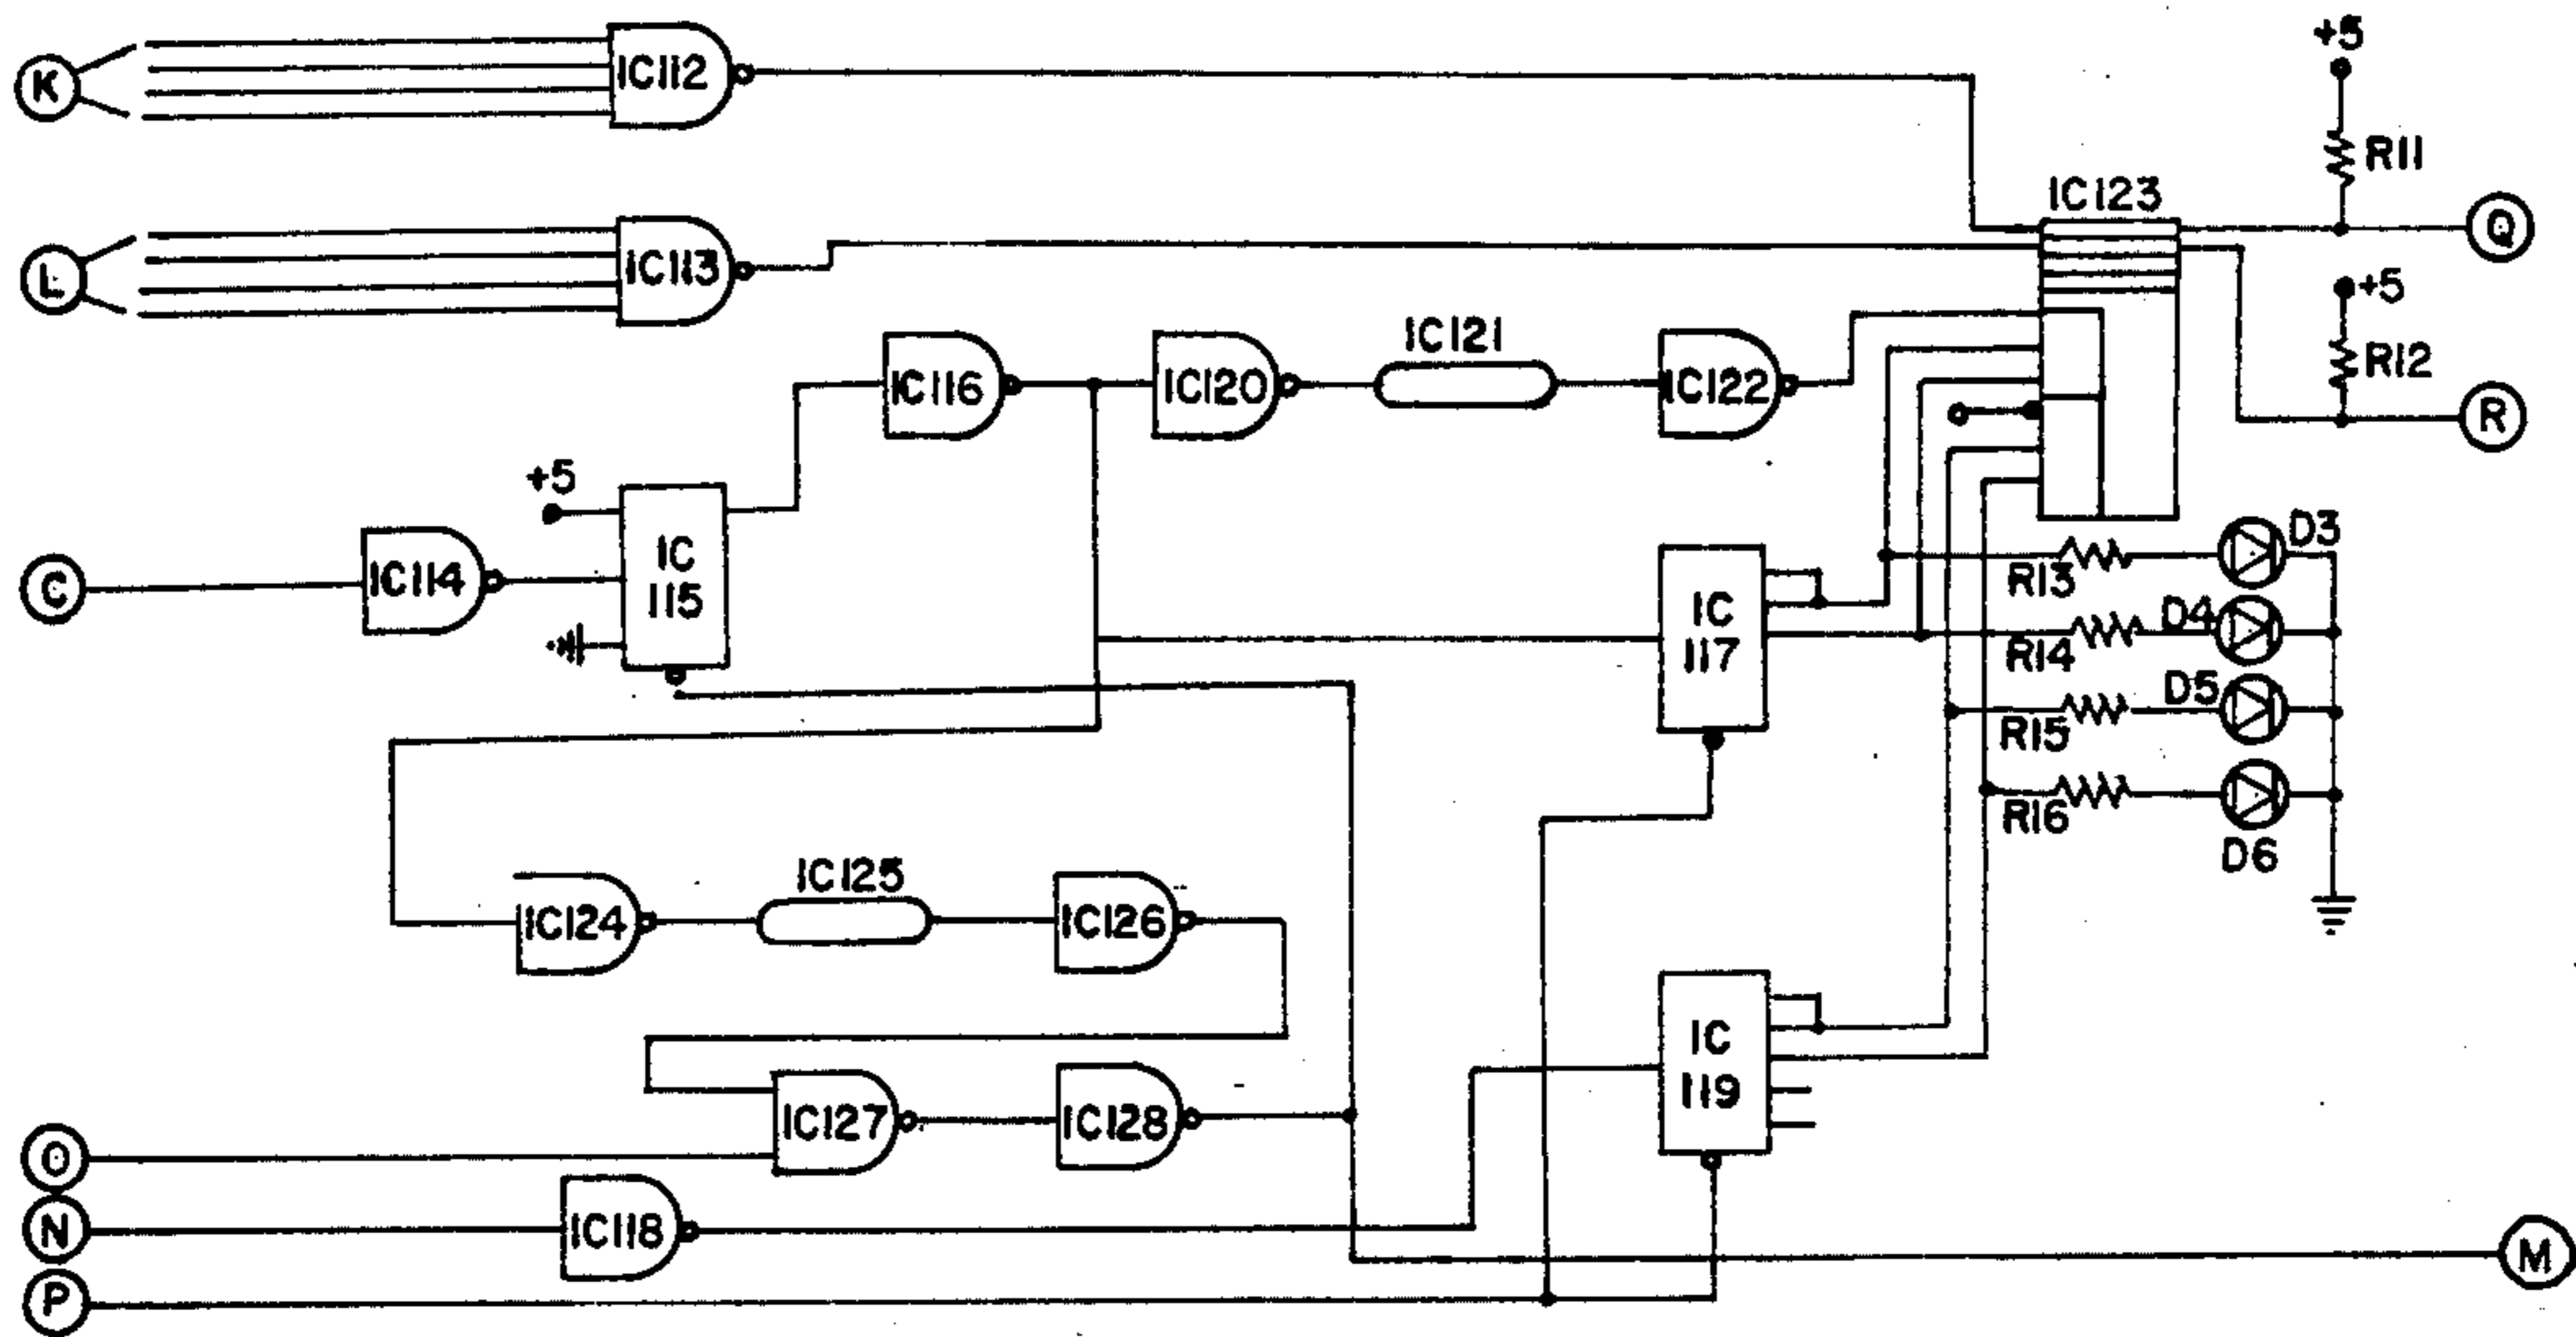 K
IC112
+5
R11
IC123
Q
L
IC113
+5
R12
R
IC116
IC120
IC121
IC122
+5
C
IC114
IC
115
IC
117
R13
D3
R14
D4
R15
D5
R16
D6
IC124
IC125
IC126
IC
119
O
IC127
IC128
N
IC118
P
M